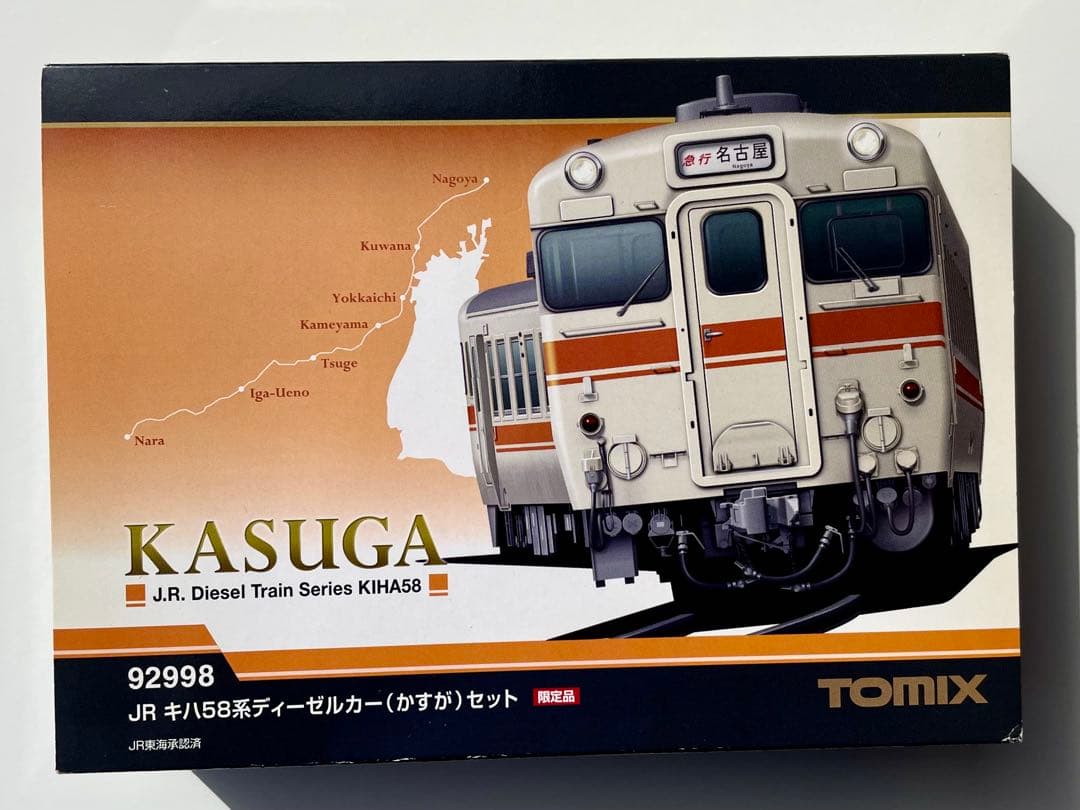 急行 名古屋
Nagoya
Nagoya
Kuwana
Yokkaichi
Kameyama
Tsuge
Iga-Ueno
Nara
KASUGA
J.R. Diesel Train Series KIHA58
92998
JR キハ58系ディーゼルカー(かすが)セット 限定品
JR東海承認済
TOMIX